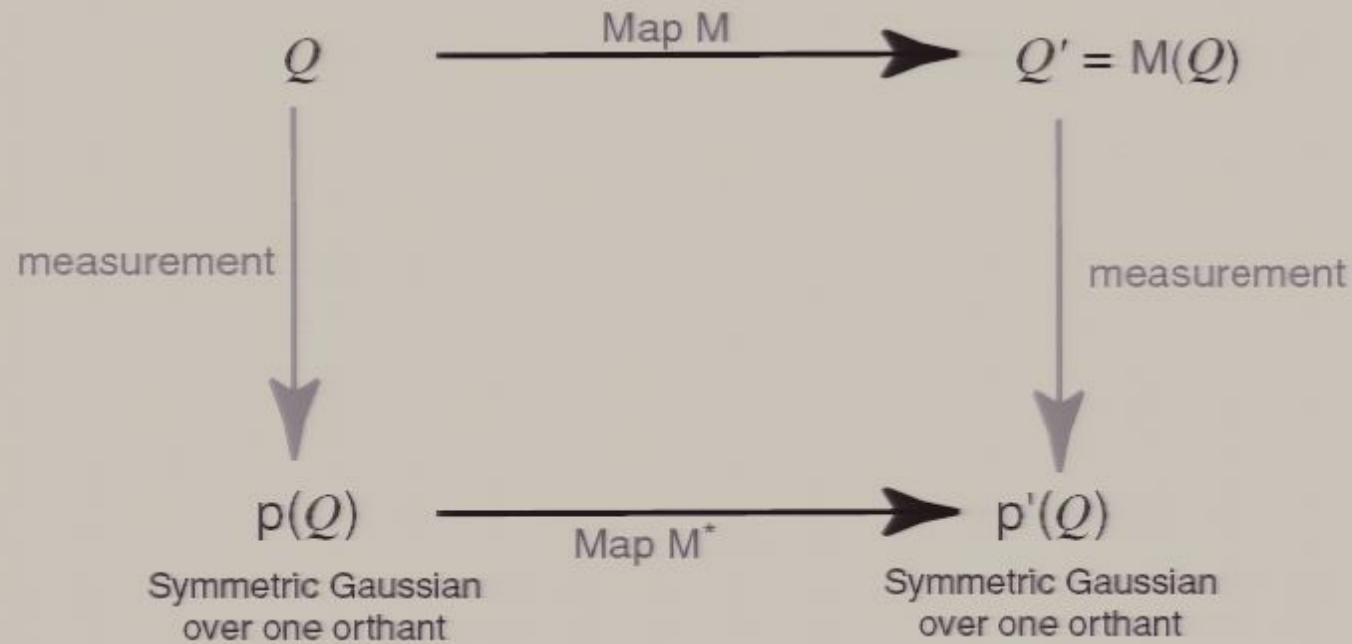 Map M
Q
Q' = M(Q)
measurement
measurement
p(Q)
p'(Q)
Map M*
Symmetric Gaussian
over one orthant
Symmetric Gaussian
over one orthant